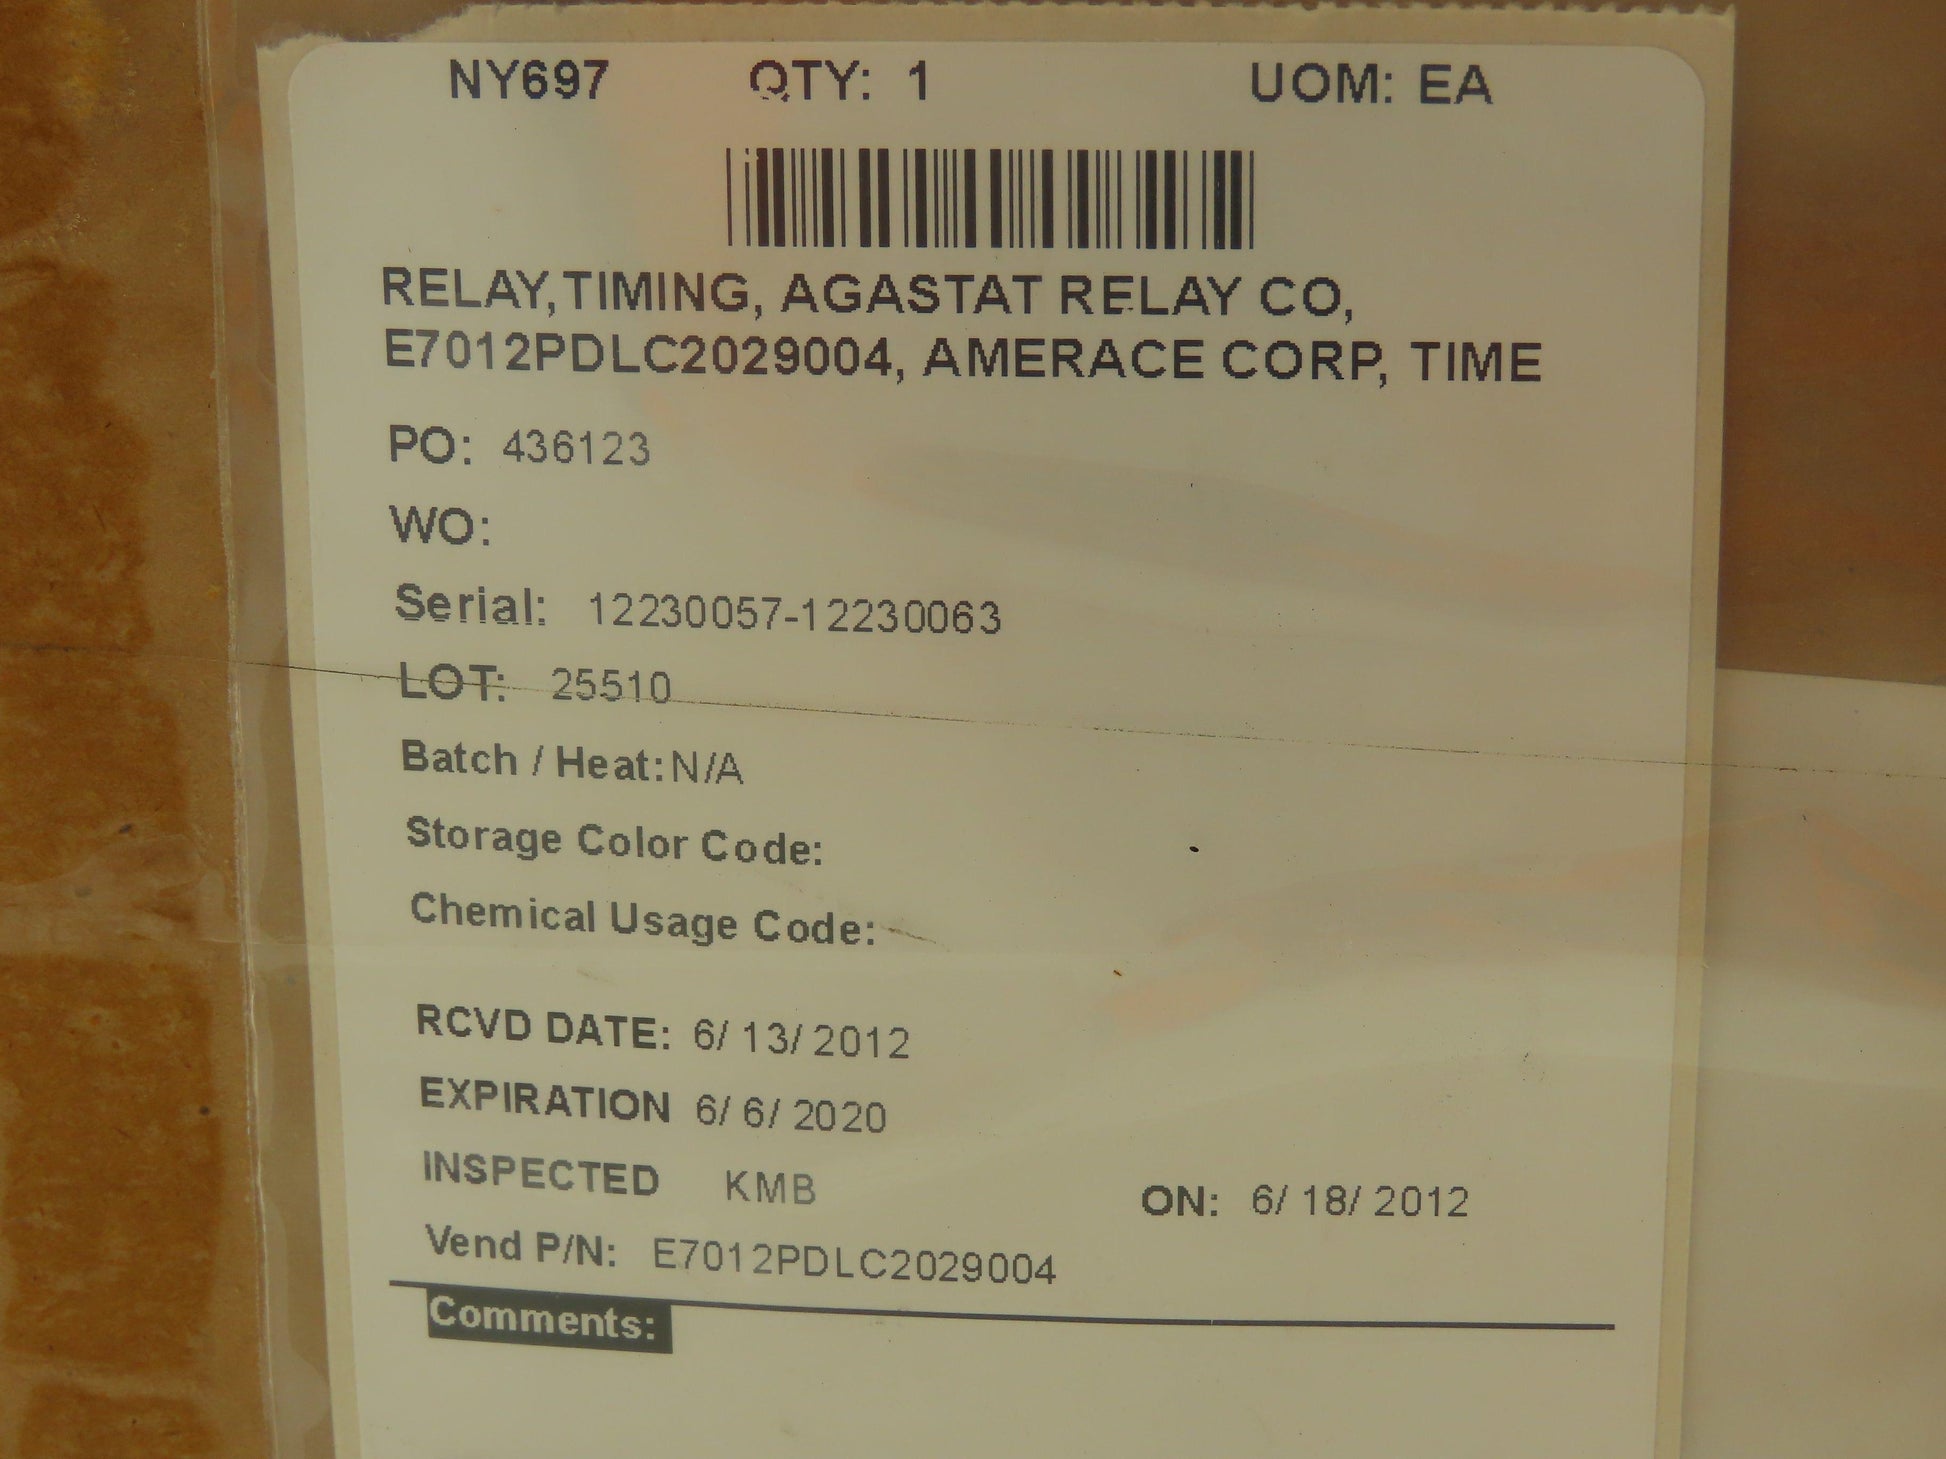 NY697 QTY: 1 UOM: EA
RELAY,TIMING, AGASTAT RELAY CO,
E7012PDLC2029004, AMERACE CORP, TIME
PO: 436123
WO:
Serial: 12230057-12230063
LOT: 25510
Batch / Heat: N/A
Storage Color Code:
Chemical Usage Code:
RCVD DATE: 6/ 13/ 2012
EXPIRATION 6/ 6/ 2020
INSPECTED KMB ON: 6/ 18/ 2012
Vend P/N: E7012PDLC2029004
Comments: